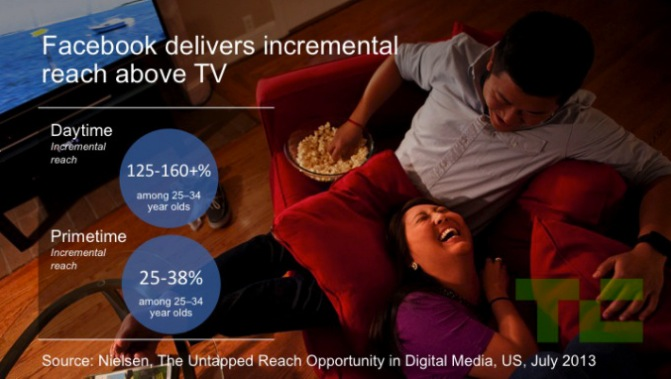 Facebook delivers incremental
reach above TV
Daytime
Incremental
reach
125-160+%
among 25–34
year olds
Primetime
Incremental
reach
25-38%
among 25–34
year olds
TC
Source: Nielsen, The Untapped Reach Opportunity in Digital Media, US, July 2013